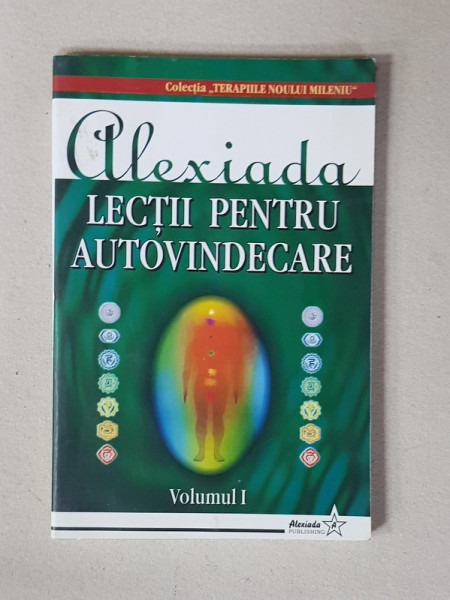 Colecția „TERAPIILE NOULUI MILENIU"
Alexiada
LECȚII PENTRU
AUTOVINDECARE
Volumul I
Alexiada
PUBLISHING
A